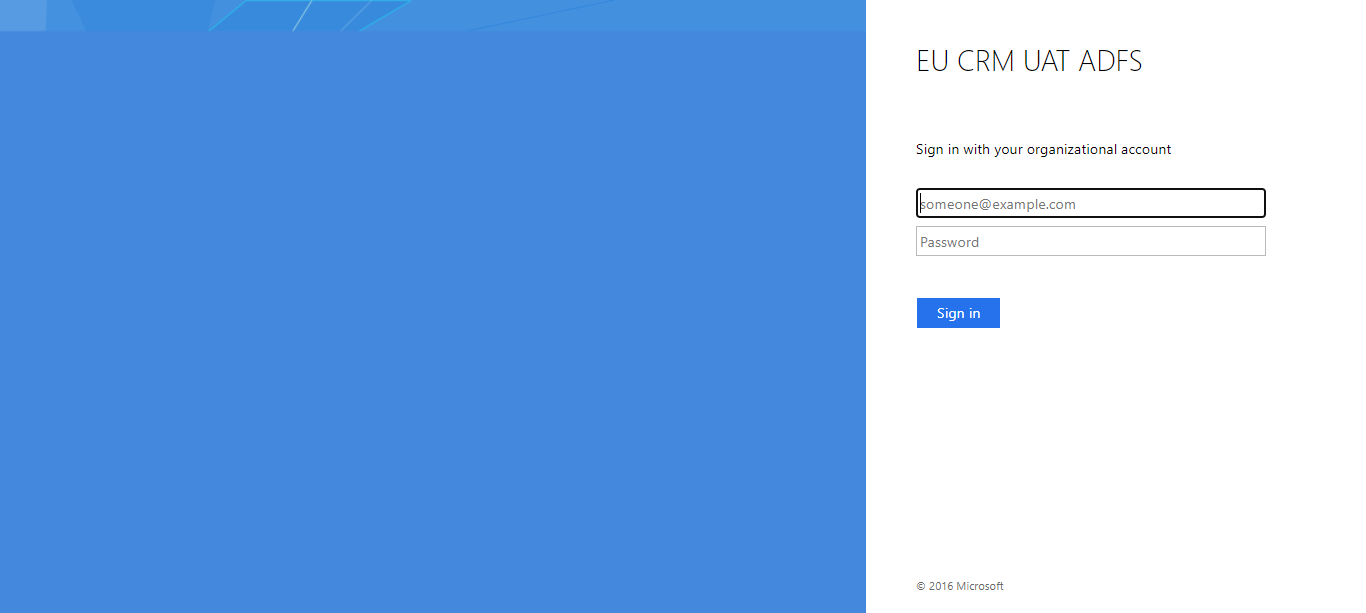 EU CRM UAT ADFS
Sign in with your organizational account
someone@example.com
Password
Sign in
© 2016 Microsoft